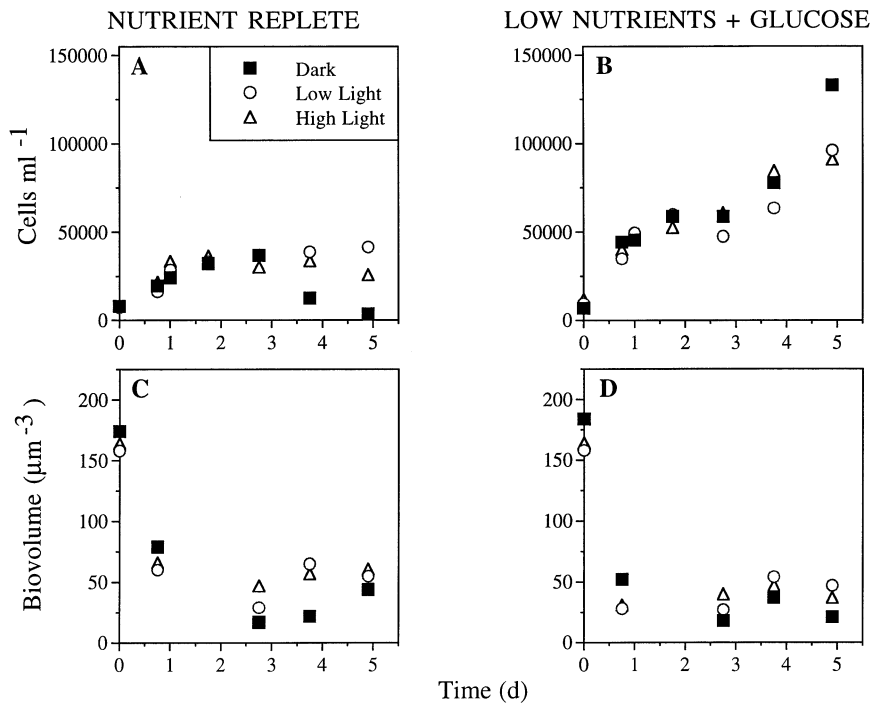 NUTRIENT REPLETE
LOW NUTRIENTS + GLUCOSE
A
Dark
Low Light
High Light
150000
100000
50000
0
0 1 2 3 4 5
Cells ml -1
B
150000
100000
50000
0
0 1 2 3 4 5
C
200
150
100
50
0
0 1 2 3 4 5
Biovolume (μm-3)
D
200
150
100
50
0
0 1 2 3 4 5
Time (d)